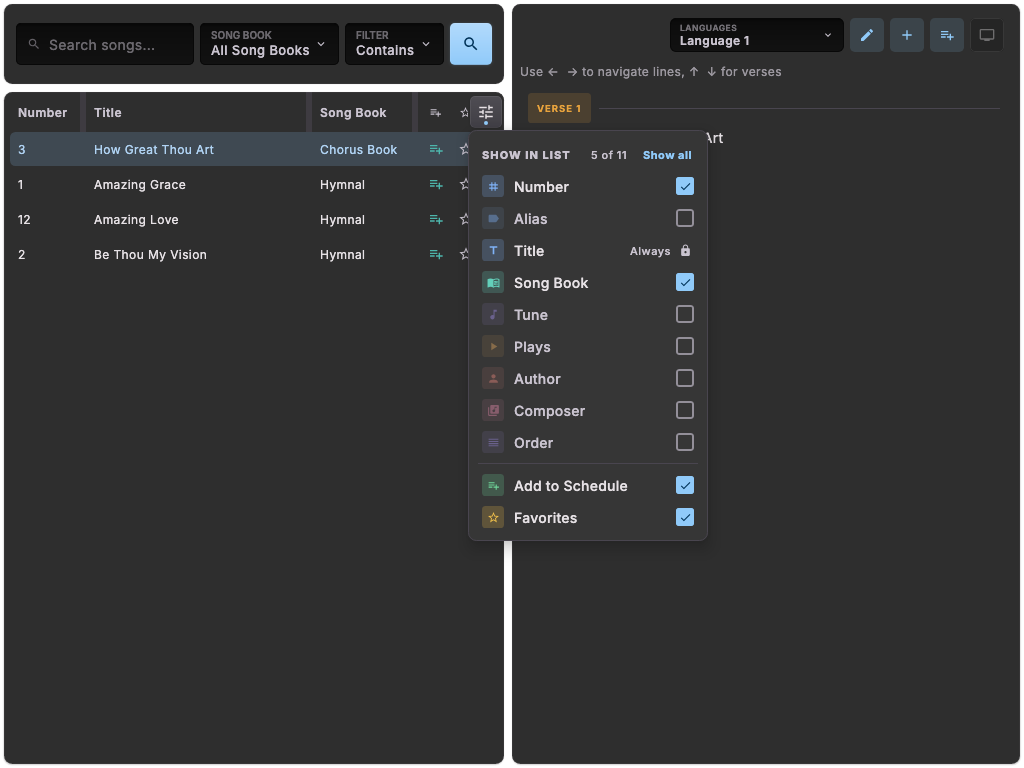 Search songs...
SONG BOOK
All Song Books
FILTER
Contains
LANGUAGES
Language 1
Use ← → to navigate lines, ↑ ↓ for verses
Number Title Song Book
3 How Great Thou Art Chorus Book
1 Amazing Grace Hymnal
12 Amazing Love Hymnal
2 Be Thou My Vision Hymnal
VERSE 1
Art
SHOW IN LIST 5 of 11 Show all
Number
Alias
Title Always
Song Book
Tune
Plays
Author
Composer
Order
Add to Schedule
Favorites